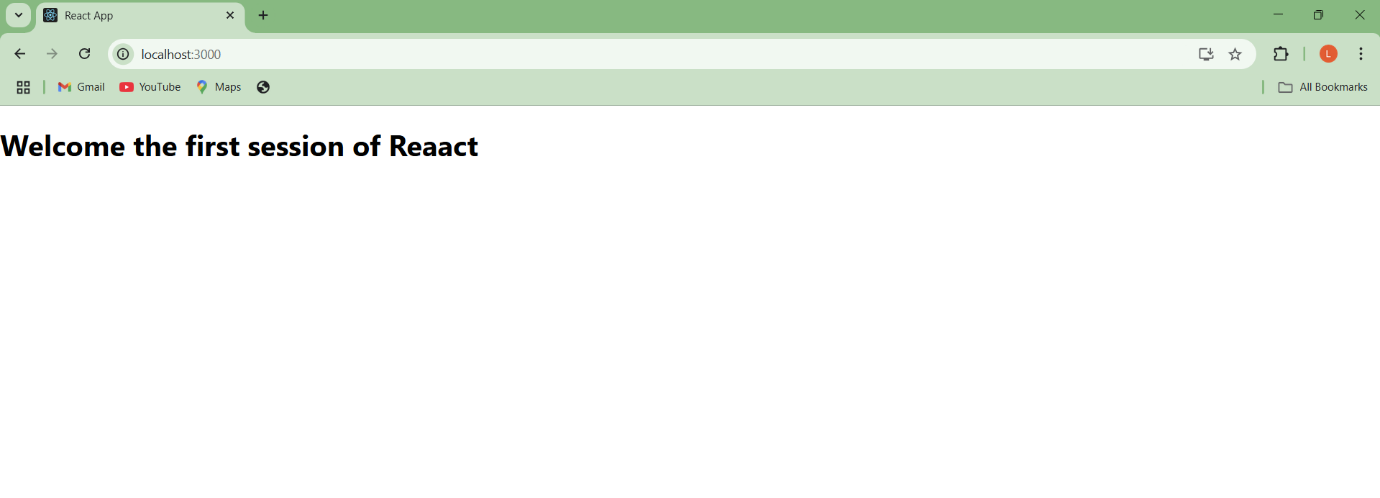 React App
localhost:3000
L
Gmail YouTube Maps All Bookmarks
Welcome the first session of Reaact